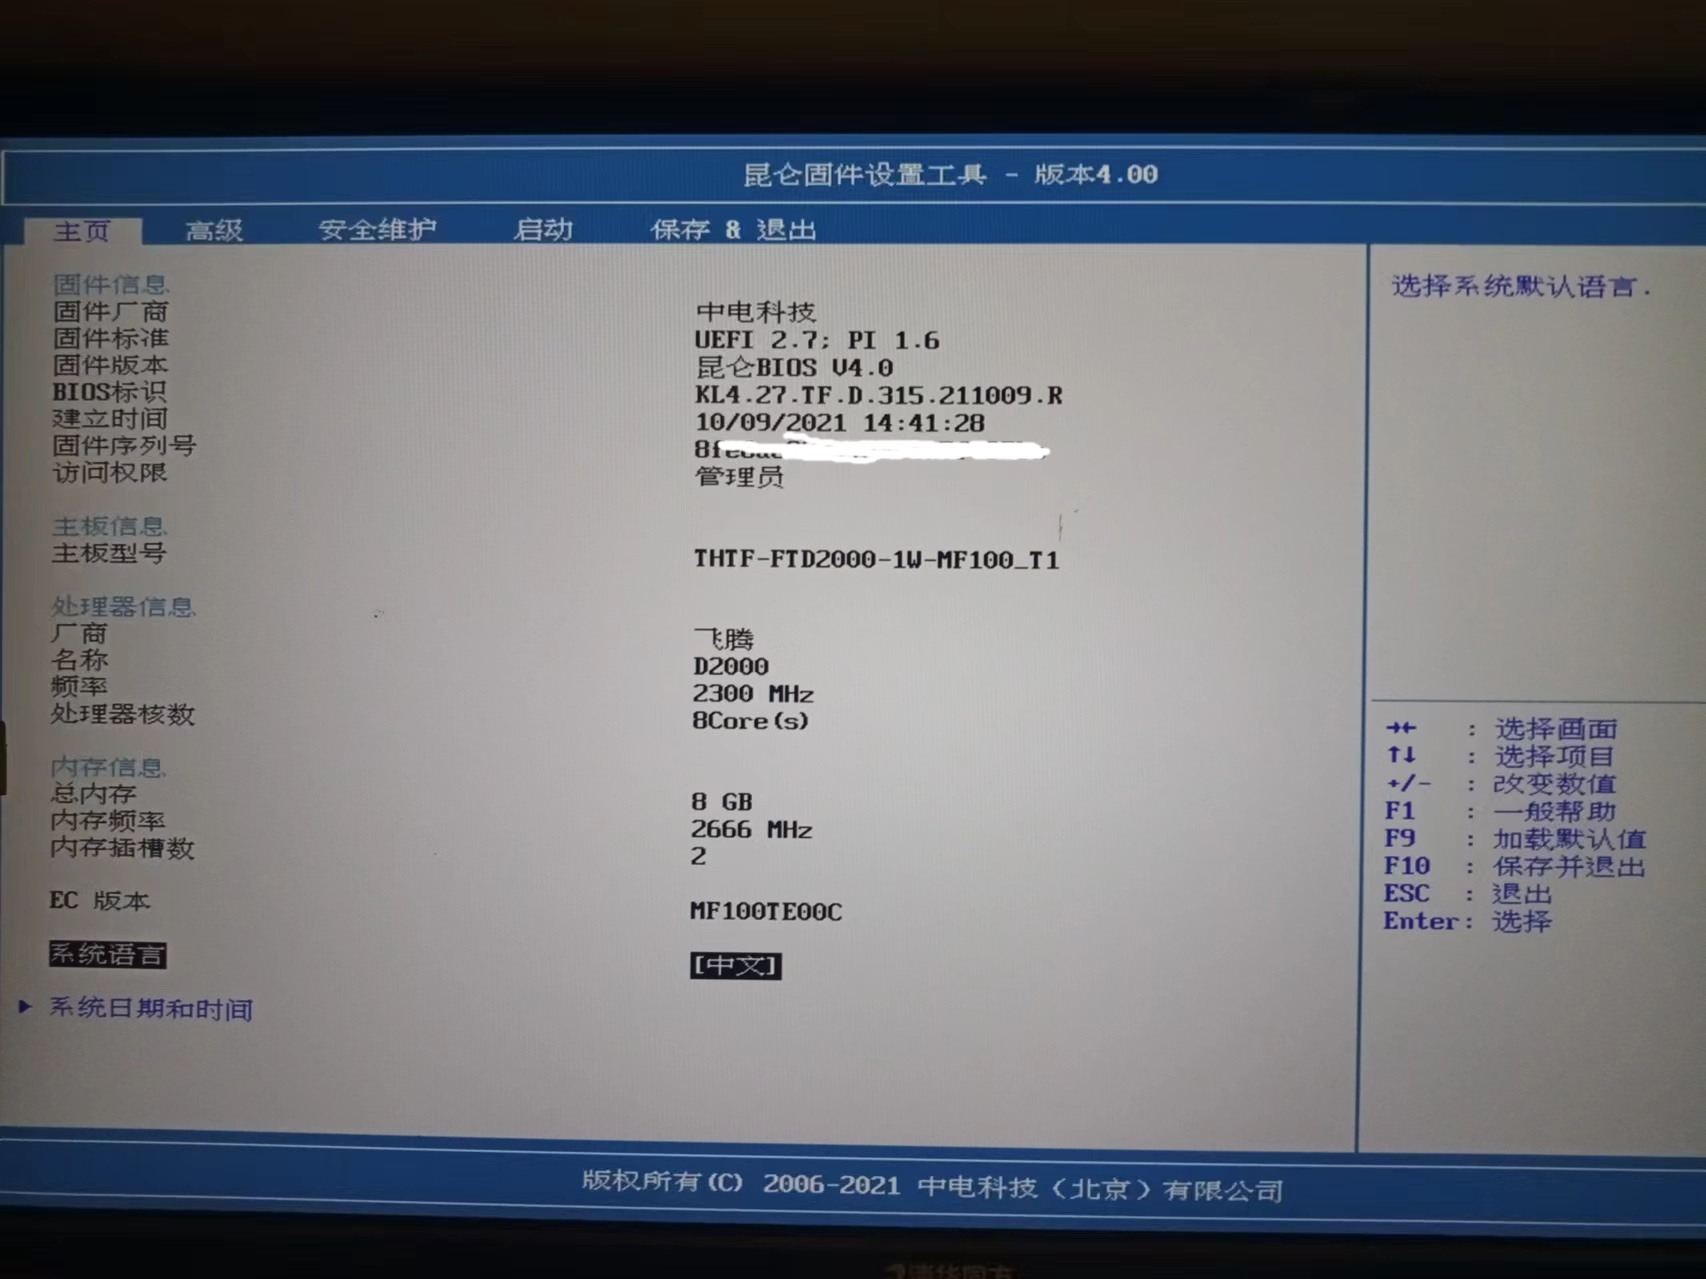 昆仑固件设置工具 - 版本4.00
主页 高级 安全维护 启动 保存 & 退出
固件信息
固件厂商 中电科技
固件标准 UEFI 2.7; PI 1.6
固件版本 昆仑BIOS V4.0
BIOS标识 KL4.27.TF.D.315.211009.R
建立时间 10/09/2021 14:41:28
固件序列号
访问权限 管理员
主板信息
主板型号 THTF-FTD2000-1W-MF100_T1
处理器信息
厂商 飞腾
名称 D2000
频率 2300 MHz
处理器核数 8Core(s)
内存信息
总内存 8 GB
内存频率 2666 MHz
内存插槽数 2
EC 版本 MF100TE00C
系统语言 [中文]
系统日期和时间
选择系统默认语言.
→← : 选择画面
↑↓ : 选择项目
+/- : 改变数值
F1 : 一般帮助
F9 : 加载默认值
F10 : 保存并退出
ESC : 退出
Enter: 选择
版权所有(C) 2006-2021 中电科技（北京）有限公司